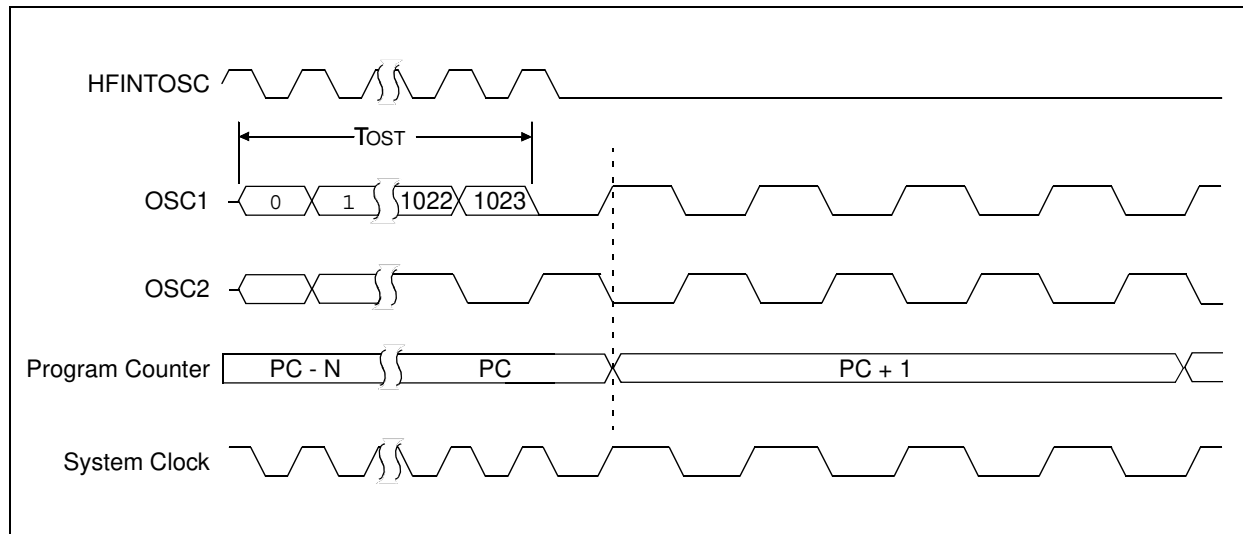 HFINTOSC
TOST
OSC1
0 1 1022 1023
OSC2
Program Counter
PC - N PC PC + 1
System Clock